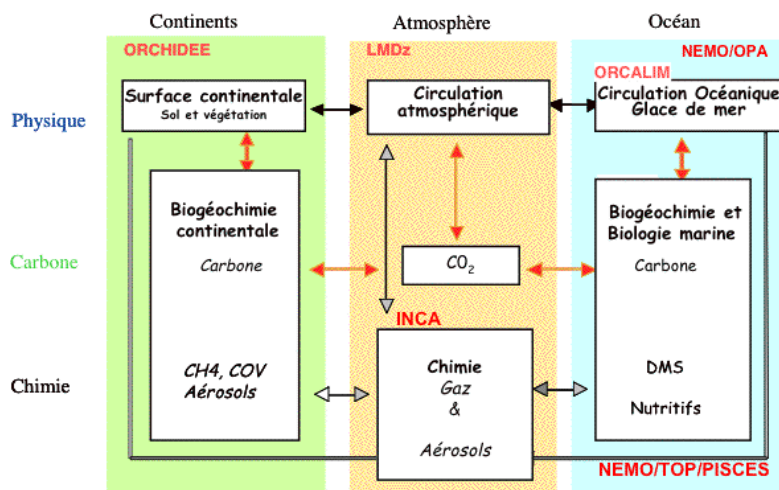 Continents
Atmosphère
Océan
ORCHIDEE
LMDz
NEMO/OPA
ORCALIM
Physique
Surface continentale
Sol et végétation
Circulation
atmosphérique
Circulation Océanique
Glace de mer
Biogéochimie
continentale
Biogéochimie et
Biologie marine
Carbone
Carbone
CO₂
Carbone
INCA
Chimie
CH4, COV
Aérosols
Chimie
Gaz
&
Aérosols
DMS
Nutritifs
NEMO/TOP/PISCES